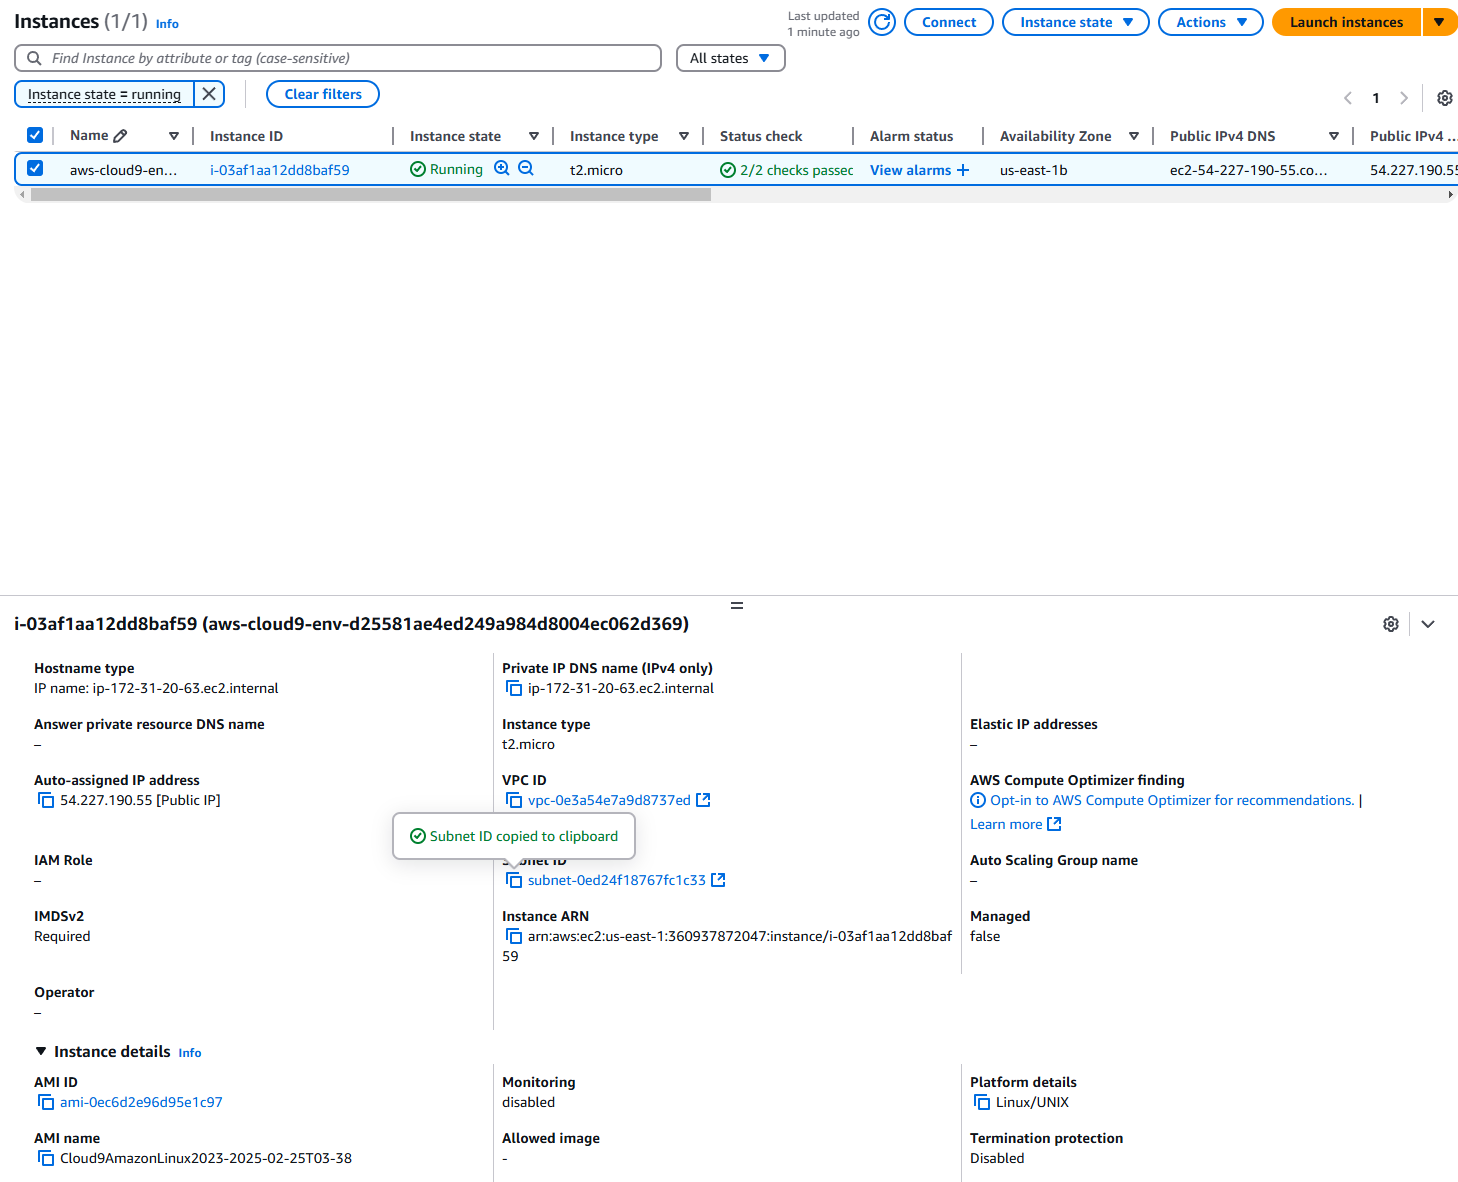 Instances (1/1) Info
Last updated
1 minute ago
Connect
Instance state
Actions
Launch instances
Find Instance by attribute or tag (case-sensitive)
All states
Instance state = running
Clear filters
1
Name Instance ID Instance state Instance type Status check Alarm status Availability Zone Public IPv4 DNS Public IPv4 ...
aws-cloud9-en... i-03af1aa12dd8baf59 Running t2.micro 2/2 checks passec View alarms + us-east-1b ec2-54-227-190-55.co... 54.227.190.55
i-03af1aa12dd8baf59 (aws-cloud9-env-d25581ae4ed249a984d8004ec062d369)
Hostname type
IP name: ip-172-31-20-63.ec2.internal
Private IP DNS name (IPv4 only)
ip-172-31-20-63.ec2.internal
Answer private resource DNS name
–
Instance type
t2.micro
Elastic IP addresses
–
Auto-assigned IP address
54.227.190.55 [Public IP]
VPC ID
vpc-0e3a54e7a9d8737ed
AWS Compute Optimizer finding
Opt-in to AWS Compute Optimizer for recommendations. |
Learn more
Subnet ID copied to clipboard
IAM Role
–
Subnet ID
subnet-0ed24f18767fc1c33
Auto Scaling Group name
–
IMDSv2
Required
Instance ARN
arn:aws:ec2:us-east-1:360937872047:instance/i-03af1aa12dd8baf
59
Managed
false
Operator
–
Instance details Info
AMI ID
ami-0ec6d2e96d95e1c97
Monitoring
disabled
Platform details
Linux/UNIX
AMI name
Cloud9AmazonLinux2023-2025-02-25T03-38
Allowed image
-
Termination protection
Disabled